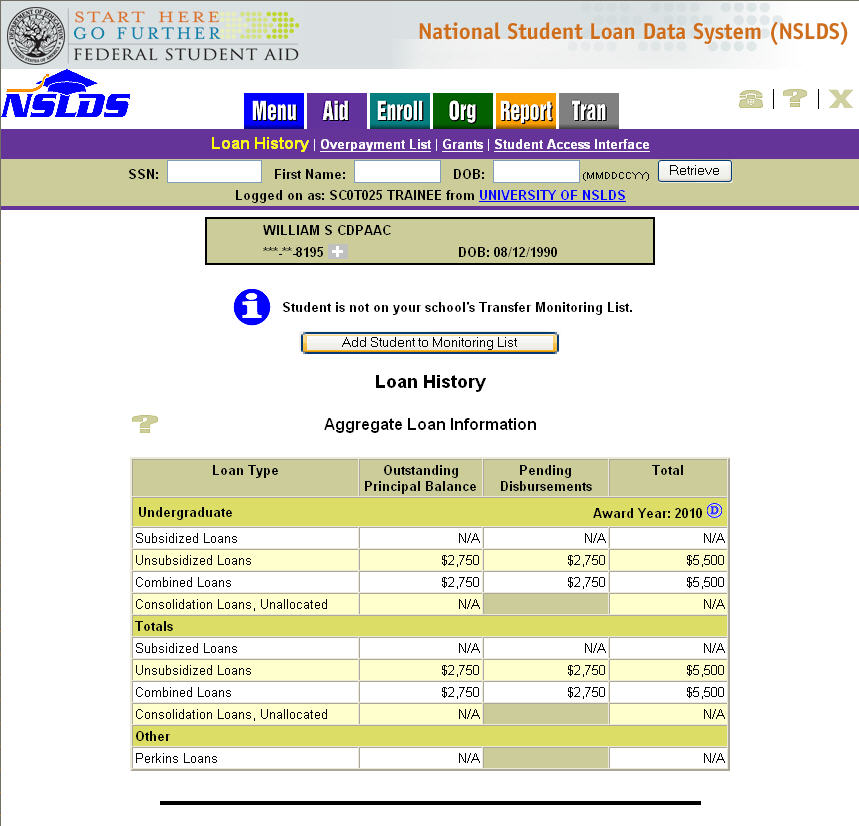 START HERE
GO FURTHER
FEDERAL STUDENT AID
National Student Loan Data System (NSLDS)
NSLDS
Menu Aid Enroll Org Report Tran
Loan History | Overpayment List | Grants | Student Access Interface
SSN: First Name: DOB: (MMDDCCYY) Retrieve
Logged on as: SC0T025 TRAINEE from UNIVERSITY OF NSLDS
WILLIAM S CDPAAC
***-**-8195 DOB: 08/12/1990
Student is not on your school's Transfer Monitoring List.
Add Student to Monitoring List
Loan History
Aggregate Loan Information
Loan Type Outstanding Principal Balance Pending Disbursements Total
Undergraduate Award Year: 2010 D
Subsidized Loans N/A N/A N/A
Unsubsidized Loans $2,750 $2,750 $5,500
Combined Loans $2,750 $2,750 $5,500
Consolidation Loans, Unallocated N/A N/A
Totals
Subsidized Loans N/A N/A N/A
Unsubsidized Loans $2,750 $2,750 $5,500
Combined Loans $2,750 $2,750 $5,500
Consolidation Loans, Unallocated N/A N/A
Other
Perkins Loans N/A N/A